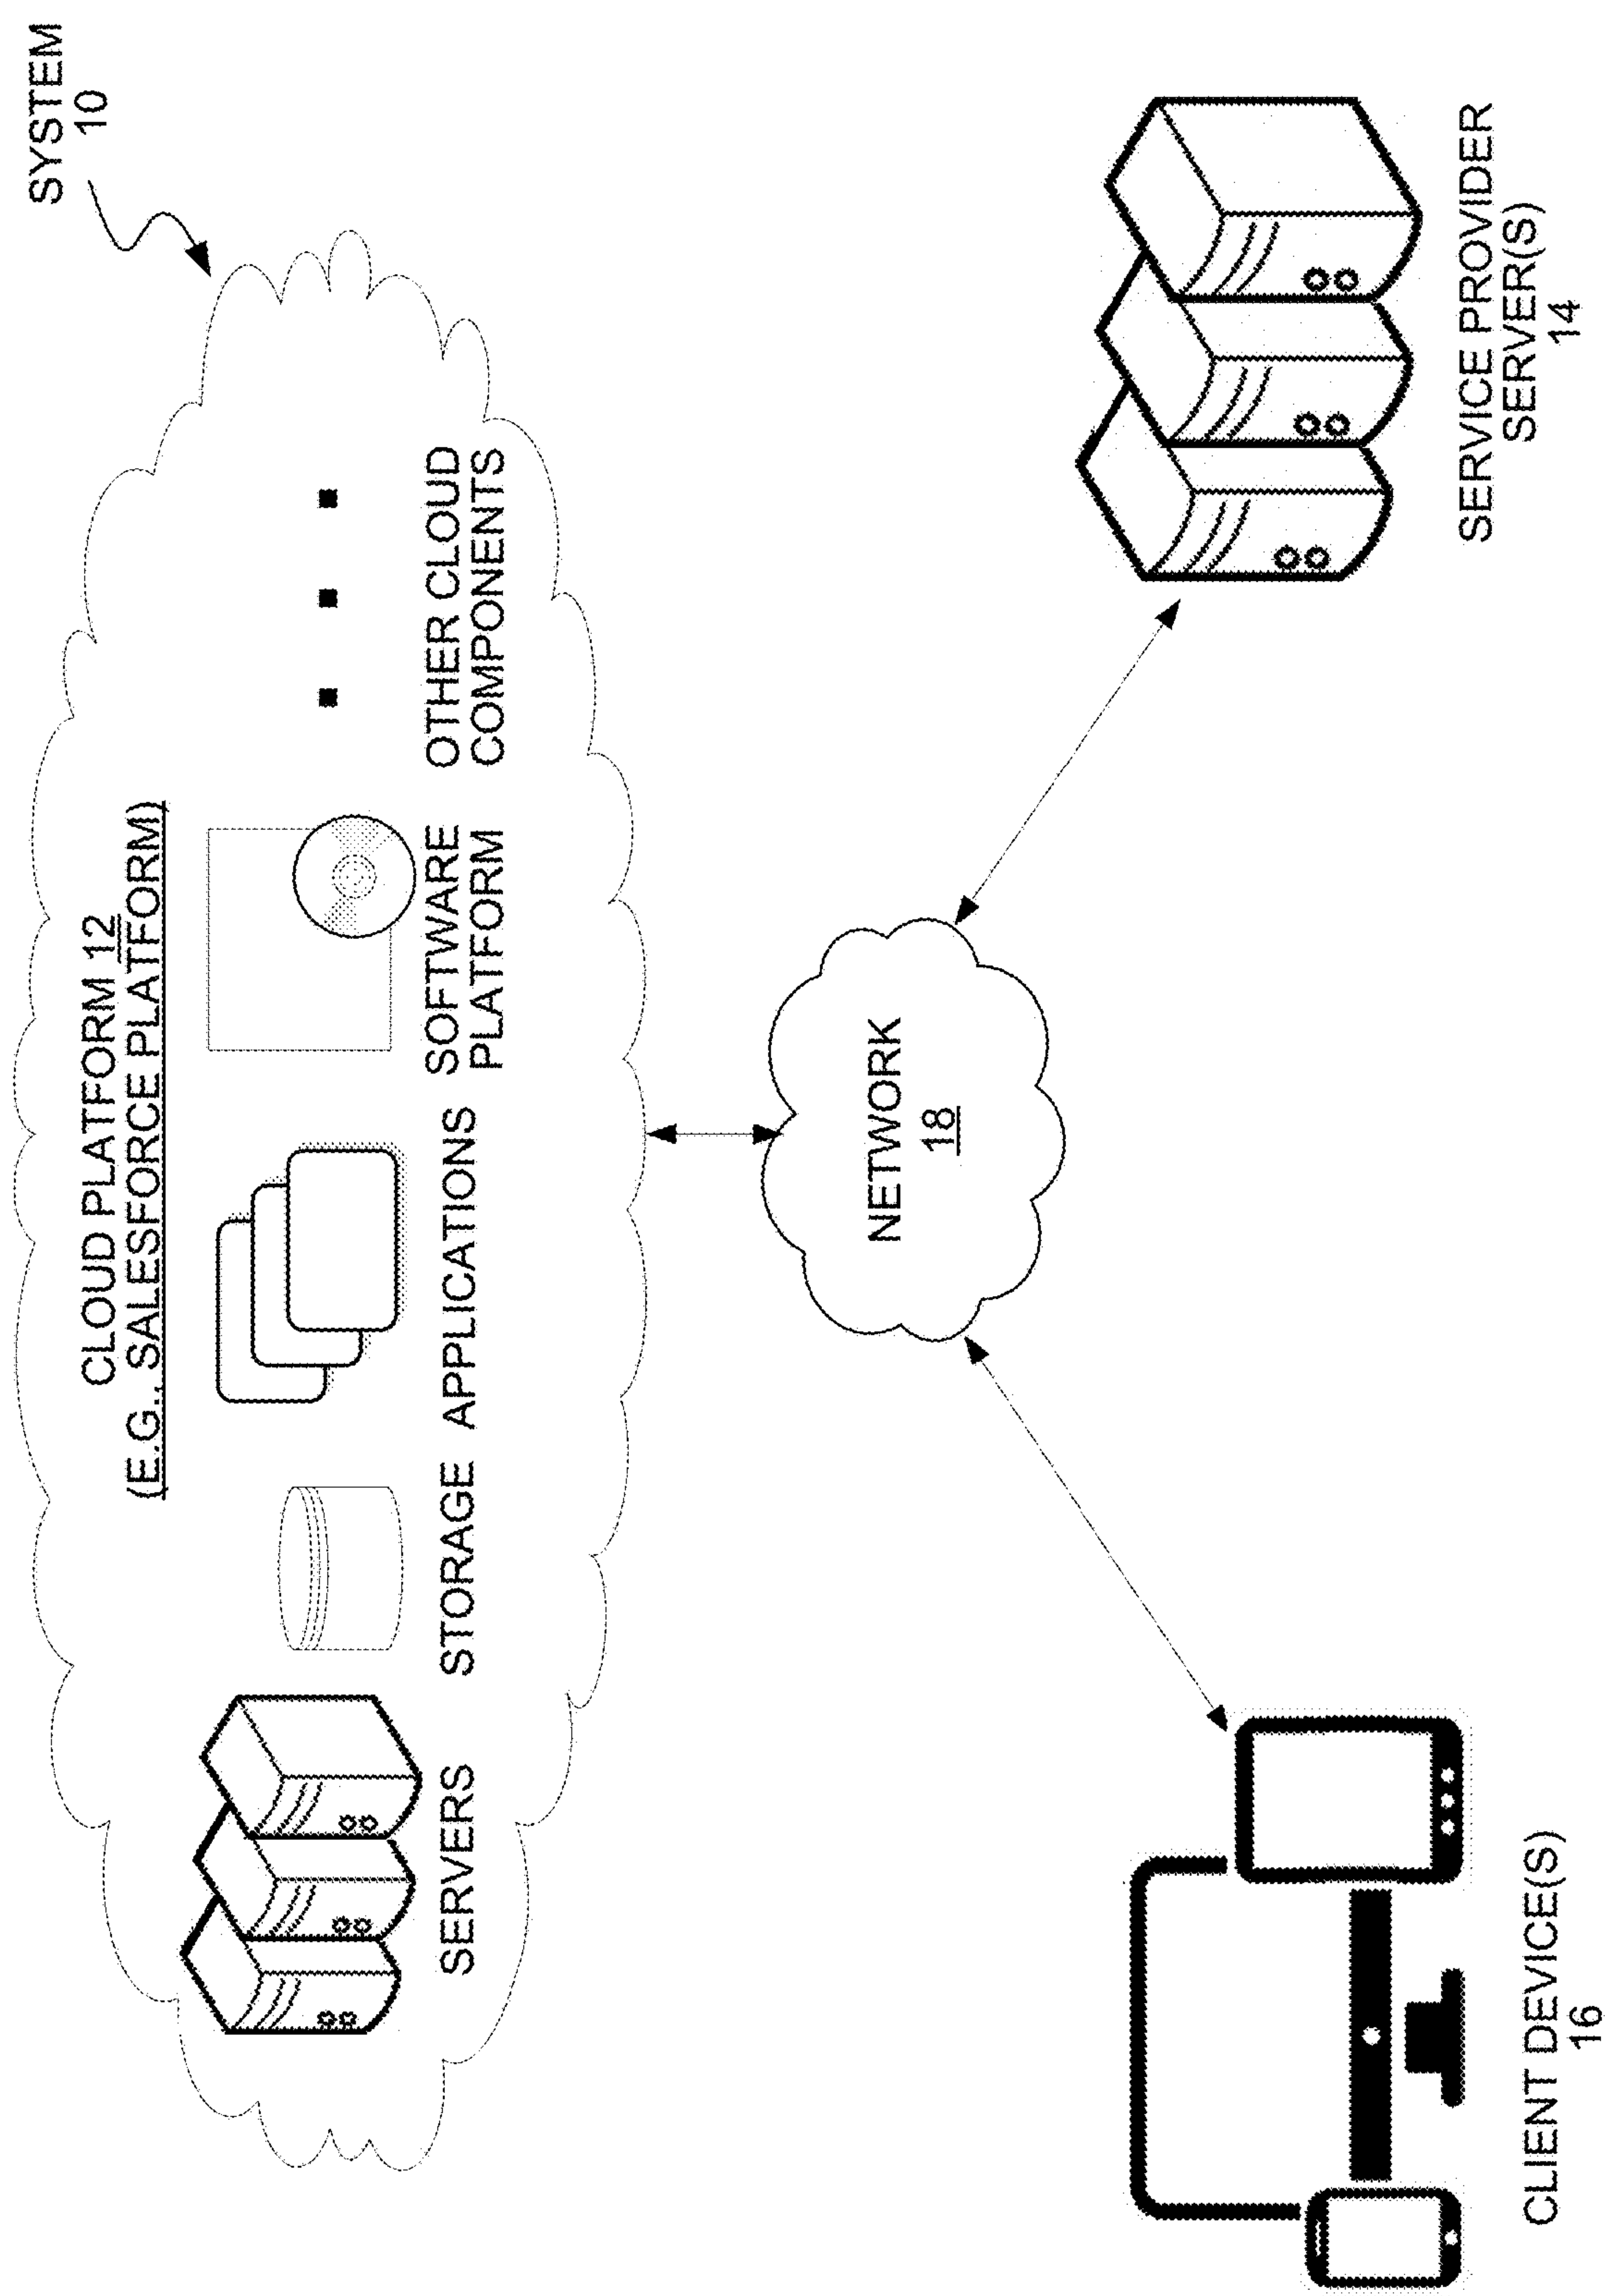 SYSTEM
10
CLOUD PLATFORM 12
(E.G., SALESFORCE PLATFORM)
SERVERS
STORAGE
APPLICATIONS
SOFTWARE
PLATFORM
OTHER CLOUD
COMPONENTS
NETWORK
18
CLIENT DEVICE(S)
16
SERVICE PROVIDER
SERVER(S)
14